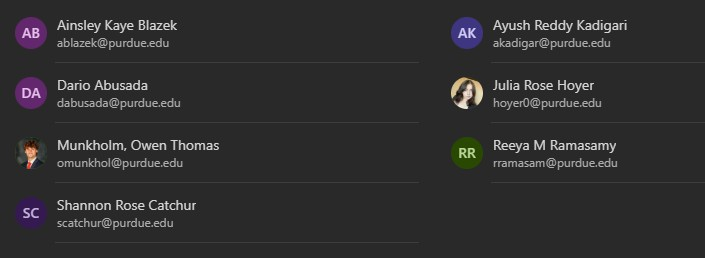 AB
Ainsley Kaye Blazek
ablazek@purdue.edu
AK
Ayush Reddy Kadigari
akadigar@purdue.edu
DA
Dario Abusada
dabusada@purdue.edu
Julia Rose Hoyer
hoyer0@purdue.edu
Munkholm, Owen Thomas
omunkhol@purdue.edu
RR
Reeya M Ramasamy
rramasam@purdue.edu
SC
Shannon Rose Catchur
scatchur@purdue.edu